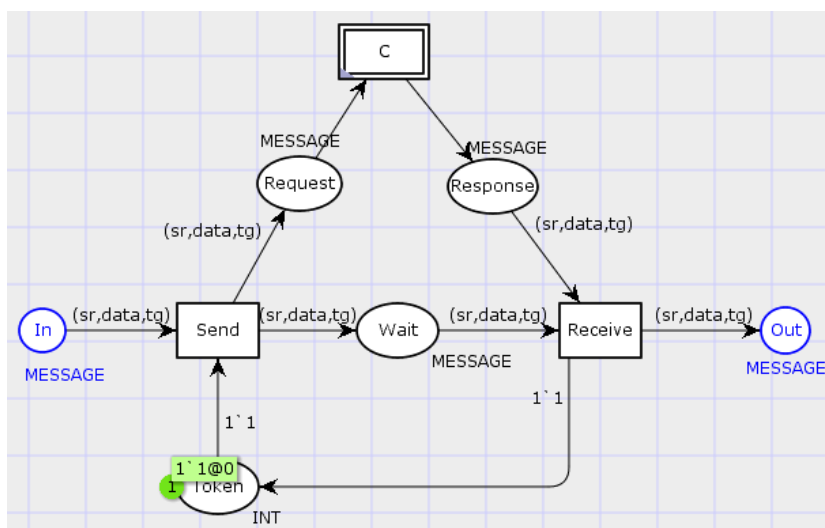 C
MESSAGE
MESSAGE
Request
Response
(sr,data,tg)
(sr,data,tg)
In
(sr,data,tg)
Send
(sr,data,tg)
Wait
(sr,data,tg)
Receive
(sr,data,tg)
Out
MESSAGE
MESSAGE
MESSAGE
1`1
1`1
1`1@0
1
Token
INT